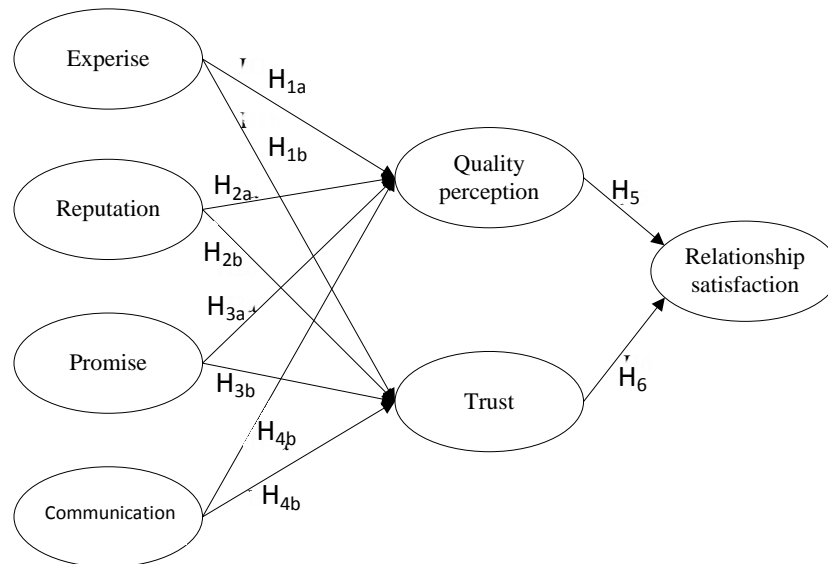 Experise
H1a
H1b
Quality
perception
Reputation
H2a
H2b
H5
Relationship
satisfaction
H3a
Promise
H3b
Trust
H6
H4b
Communication
H4b